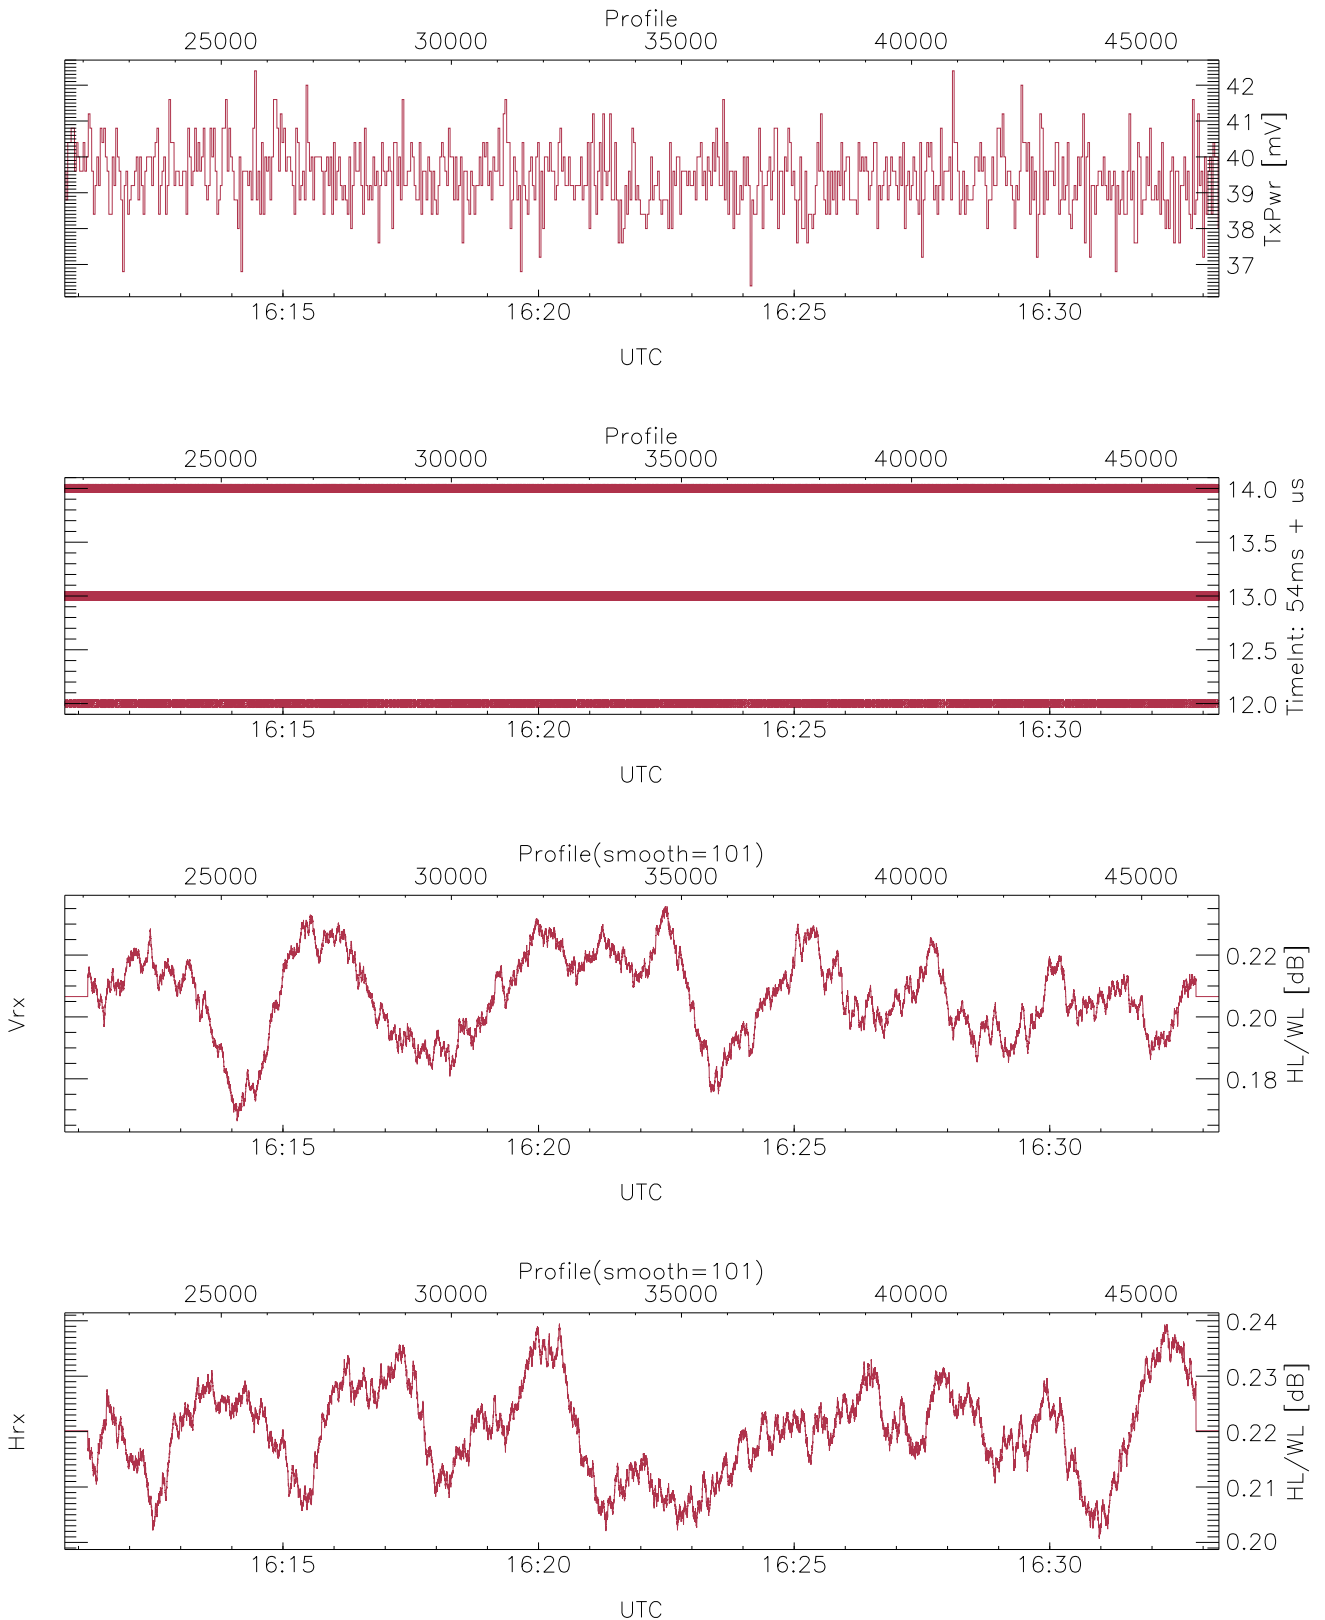 Profile
25000 30000 35000 40000 45000
42
41
40
39
38
37
TxPwr [mV]
16:15 16:20 16:25 16:30
UTC
Profile
25000 30000 35000 40000 45000
14.0
13.5
13.0
12.5
12.0
TimeInt: 54ms + us
16:15 16:20 16:25 16:30
UTC
Profile(smooth=101)
25000 30000 35000 40000 45000
Vrx
0.22
0.20
0.18
HL/WL [dB]
16:15 16:20 16:25 16:30
UTC
Profile(smooth=101)
25000 30000 35000 40000 45000
Hrx
0.24
0.23
0.22
0.21
0.20
HL/WL [dB]
16:15 16:20 16:25 16:30
UTC